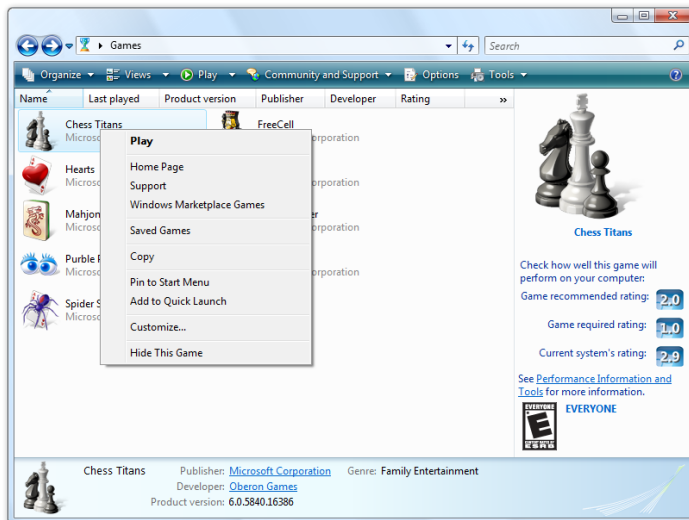 Games
Search
Organize Views Play Community and Support Options Tools
Name Last played Product version Publisher Developer Rating »
Chess Titans
FreeCell
Play
Hearts
Home Page
Support
Windows Marketplace Games
Saved Games
Copy
Pin to Start Menu
Add to Quick Launch
Customize...
Hide This Game
Chess Titans
Check how well this game will
perform on your computer:
Game recommended rating: 2.0
Game required rating: 1.0
Current system's rating: 2.9
See Performance Information and
Tools for more information.
EVERYONE
E
ESRB
EVERYONE
Chess Titans Publisher: Microsoft Corporation Genre: Family Entertainment
Developer: Oberon Games
Product version: 6.0.5840.16386